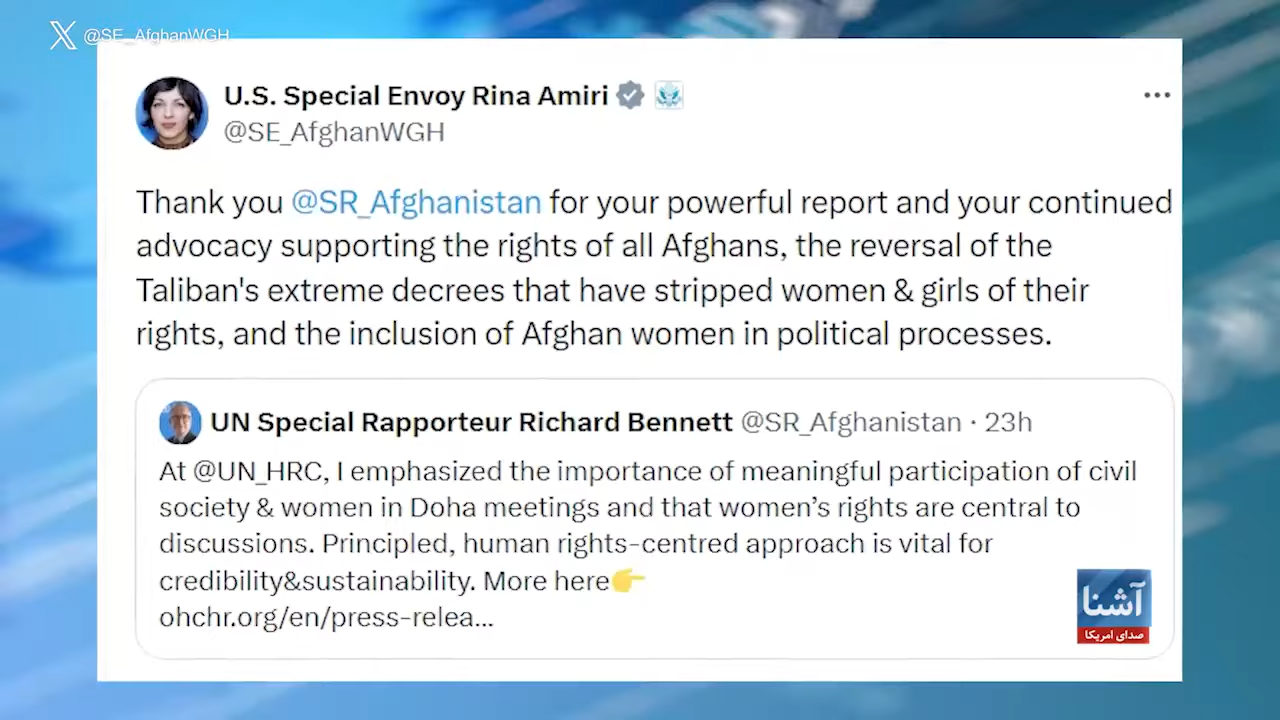 X @SE_AfghanWGH
U.S. Special Envoy Rina Amiri
@SE_AfghanWGH
Thank you @SR_Afghanistan for your powerful report and your continued
advocacy supporting the rights of all Afghans, the reversal of the
Taliban's extreme decrees that have stripped women & girls of their
rights, and the inclusion of Afghan women in political processes.
UN Special Rapporteur Richard Bennett @SR_Afghanistan · 23h
At @UN_HRC, I emphasized the importance of meaningful participation of civil
society & women in Doha meetings and that women’s rights are central to
discussions. Principled, human rights-centred approach is vital for
credibility&sustainability. More here👉
ohchr.org/en/press-relea...
آشنا
صدای امریکا